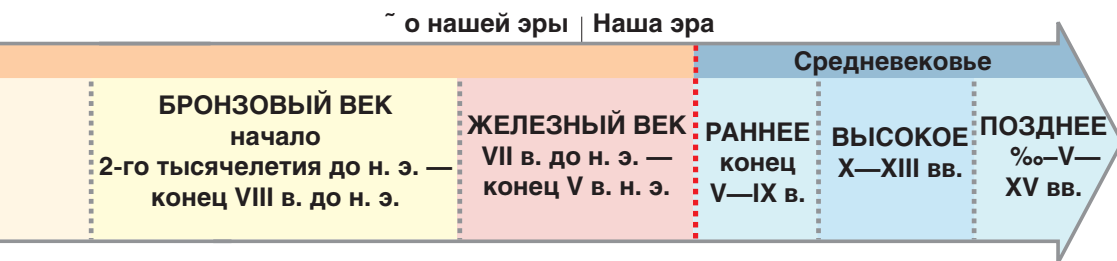 ˜ о нашей эры | Наша эра
Средневековье
БРОНЗОВЫЙ ВЕК
начало
2-го тысячелетия до н. э. —
конец VIII в. до н. э.
ЖЕЛЕЗНЫЙ ВЕК
VII в. до н. э. —
конец V в. н. э.
РАННЕЕ
конец
V—IX в.
ВЫСОКОЕ
X—XIII вв.
ПОЗДНЕЕ
‰–V—
XV вв.